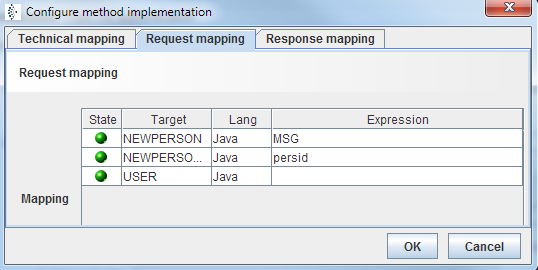 Configure method implementation
Technical mapping Request mapping Response mapping
Request mapping
State Target Lang Expression
NEWPERSON Java MSG
NEWPERSO... Java persid
USER Java
Mapping
OK Cancel